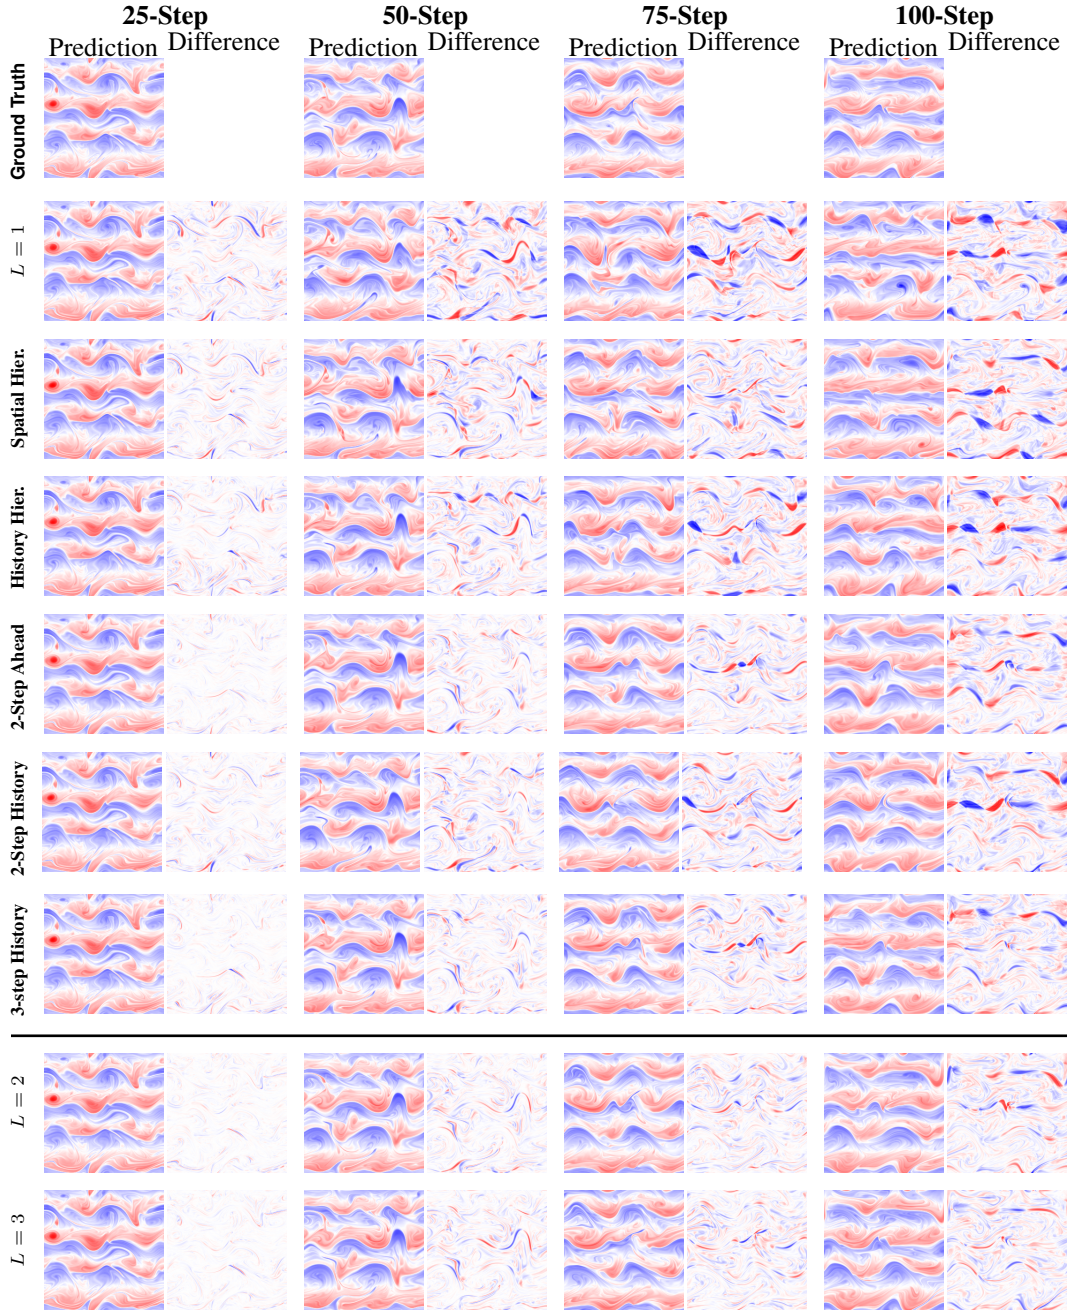 25-Step 50-Step 75-Step 100-Step
Prediction Difference Prediction Difference Prediction Difference Prediction Difference
Ground Truth
L = 1
Spatial Hier.
History Hier.
2-Step Ahead
2-Step History
3-step History
L = 2
L = 3